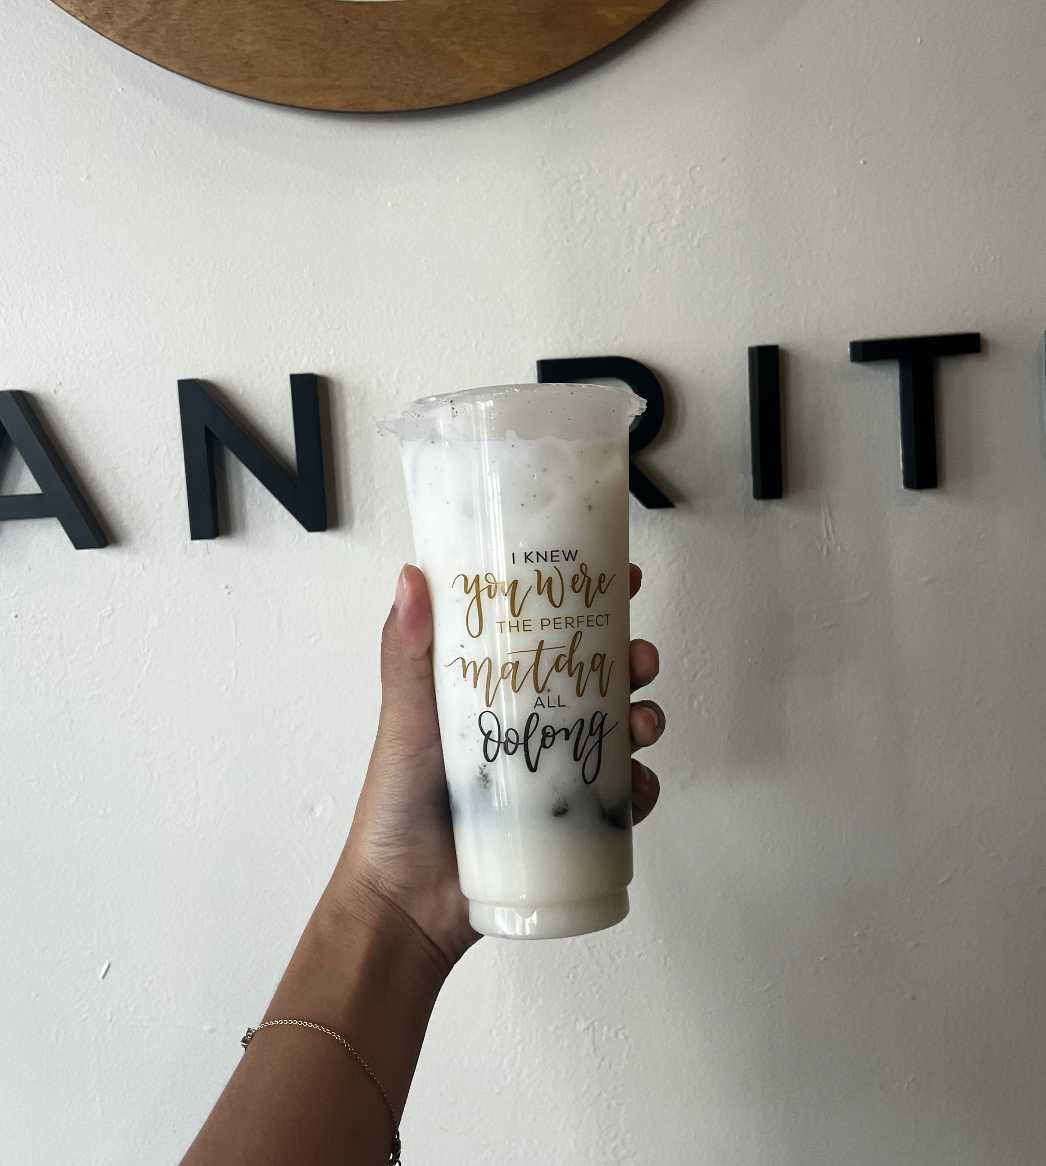 AN RIT
I KNEW
you were
THE PERFECT
matcha
ALL
Oolong